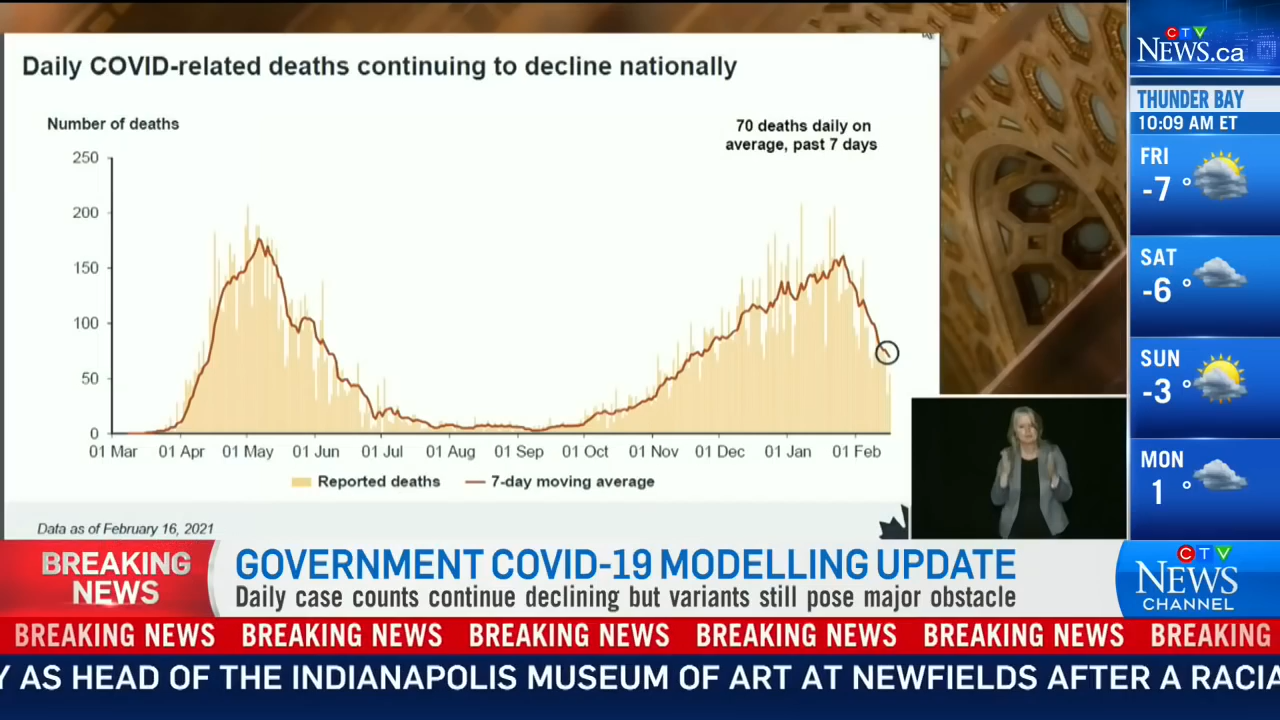 Daily COVID-related deaths continuing to decline nationally
Number of deaths
70 deaths daily on
average, past 7 days
250
200
150
100
50
0
01 Mar 01 Apr 01 May 01 Jun 01 Jul 01 Aug 01 Sep 01 Oct 01 Nov 01 Dec 01 Jan 01 Feb
Reported deaths 7-day moving average
Data as of February 16, 2021
CTV
NEWS.ca
THUNDER BAY
10:09 AM ET
FRI
-7 °
SAT
-6 °
SUN
-3 °
MON
1 °
BREAKING
NEWS
GOVERNMENT COVID-19 MODELLING UPDATE
Daily case counts continue declining but variants still pose major obstacle
CTV
NEWS
CHANNEL
BREAKING NEWS BREAKING NEWS BREAKING NEWS BREAKING NEWS BREAKING NEWS BREAKING
Y AS HEAD OF THE INDIANAPOLIS MUSEUM OF ART AT NEWFIELDS AFTER A RACIA